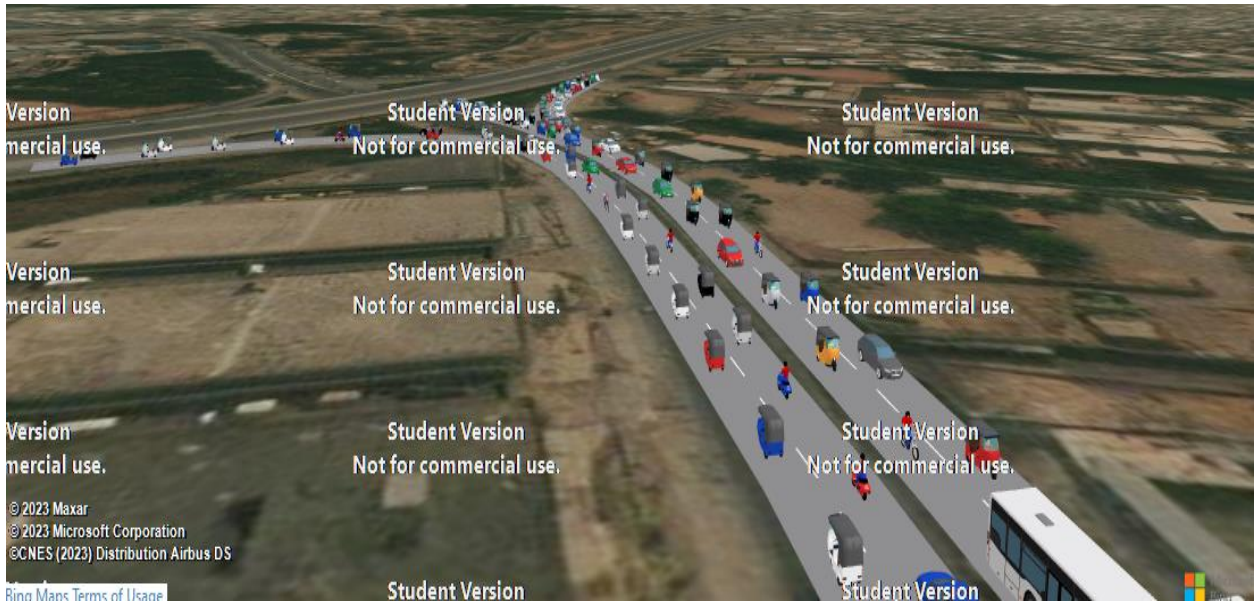 Version
mercial use.
Student Version
Not for commercial use.
Student Version
Not for commercial use.
Version
mercial use.
Student Version
Not for commercial use.
Student Version
Not for commercial use.
Version
mercial use.
Student Version
Not for commercial use.
Student Version
Not for commercial use.
© 2023 Maxar
© 2023 Microsoft Corporation
©CNES (2023) Distribution Airbus DS
Bing Maps Terms of Usage
Student Version
Student Version
Bing